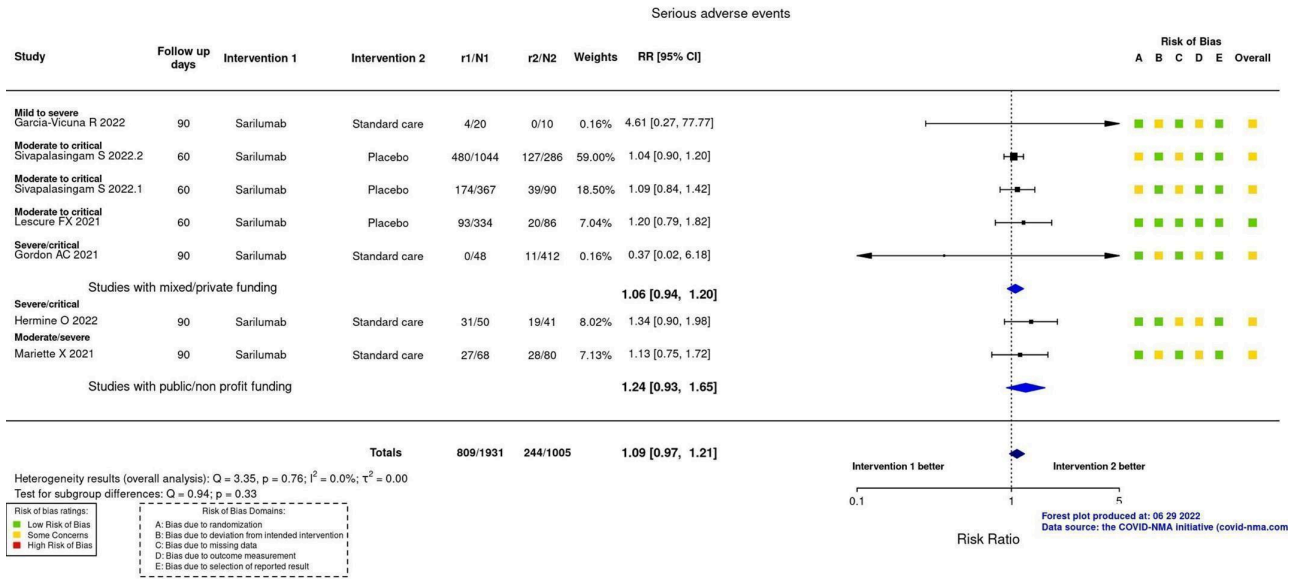 Serious adverse events
Risk of Bias
Study Follow up days Intervention 1 Intervention 2 r1/N1 r2/N2 Weights RR [95% CI] A B C D E Overall
Mild to severe
Garcia-Vicuna R 2022 90 Sarilumab Standard care 4/20 0/10 0.16% 4.61 [0.27, 77.77]
Moderate to critical
Sivapalasingam S 2022.2 60 Sarilumab Placebo 480/1044 127/286 59.00% 1.04 [0.90, 1.20]
Moderate to critical
Sivapalasingam S 2022.1 60 Sarilumab Placebo 174/367 39/90 18.50% 1.09 [0.84, 1.42]
Moderate to critical
Lescure FX 2021 60 Sarilumab Placebo 93/334 20/86 7.04% 1.20 [0.79, 1.82]
Severe/critical
Gordon AC 2021 90 Sarilumab Standard care 0/48 11/412 0.16% 0.37 [0.02, 6.18]
Studies with mixed/private funding 1.06 [0.94, 1.20]
Severe/critical
Hermine O 2022 90 Sarilumab Standard care 31/50 19/41 8.02% 1.34 [0.90, 1.98]
Moderate/severe
Mariette X 2021 90 Sarilumab Standard care 27/68 28/80 7.13% 1.13 [0.75, 1.72]
Studies with public/non profit funding 1.24 [0.93, 1.65]
Totals 809/1931 244/1005 1.09 [0.97, 1.21]
Intervention 1 better Intervention 2 better
Heterogeneity results (overall analysis): Q = 3.35, p = 0.76; I² = 0.0%; τ² = 0.00
Test for subgroup differences: Q = 0.94; p = 0.33
0.1 1 5
Risk Ratio
Forest plot produced at: 06 29 2022
Data source: the COVID-NMA initiative (covid-nma.com
Risk of bias ratings:
Low Risk of Bias
Some Concerns
High Risk of Bias
Risk of Bias Domains:
A: Bias due to randomization
B: Bias due to deviation from intended intervention
C: Bias due to missing data
D: Bias due to outcome measurement
E: Bias due to selection of reported result